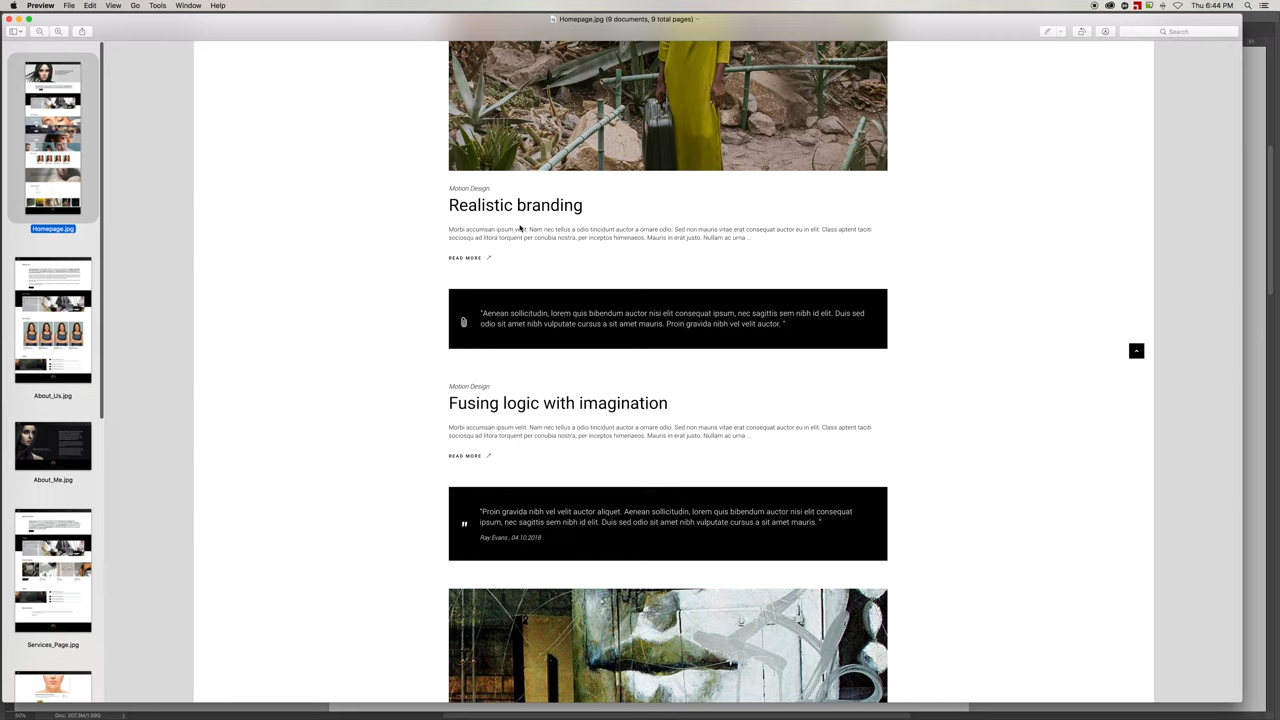 Preview File Edit View Go Tools Window Help
Thu 6:44 PM
Homepage.jpg (9 documents, 9 total pages)
Search
Homepage.jpg
About_Us.jpg
About_Me.jpg
Services_Page.jpg
Motion Design
Realistic branding
Morbi accumsan ipsum velit. Nam nec tellus a odio tincidunt auctor a ornare odio. Sed non mauris vitae erat consequat auctor eu in elit. Class aptent taciti
sociosqu ad litora torquent per conubia nostra, per inceptos himenaeos. Mauris in erat justo. Nullam ac urna ...
READ MORE
“Aenean sollicitudin, lorem quis bibendum auctor nisi elit consequat ipsum, nec sagittis sem nibh id elit. Duis sed
odio sit amet nibh vulputate cursus a sit amet mauris. Proin gravida nibh vel velit auctor. ”
Motion Design
Fusing logic with imagination
Morbi accumsan ipsum velit. Nam nec tellus a odio tincidunt auctor a ornare odio. Sed non mauris vitae erat consequat auctor eu in elit. Class aptent taciti
sociosqu ad litora torquent per conubia nostra, per inceptos himenaeos. Mauris in erat justo. Nullam ac urna ...
READ MORE
“Proin gravida nibh vel velit auctor aliquet. Aenean sollicitudin, lorem quis bibendum auctor nisi elit consequat
ipsum, nec sagittis sem nibh id elit. Duis sed odio sit amet nibh vulputate cursus a sit amet mauris. ”
Ray Evans , 04.10.2018
50% Doc: 207.3M/1.69G